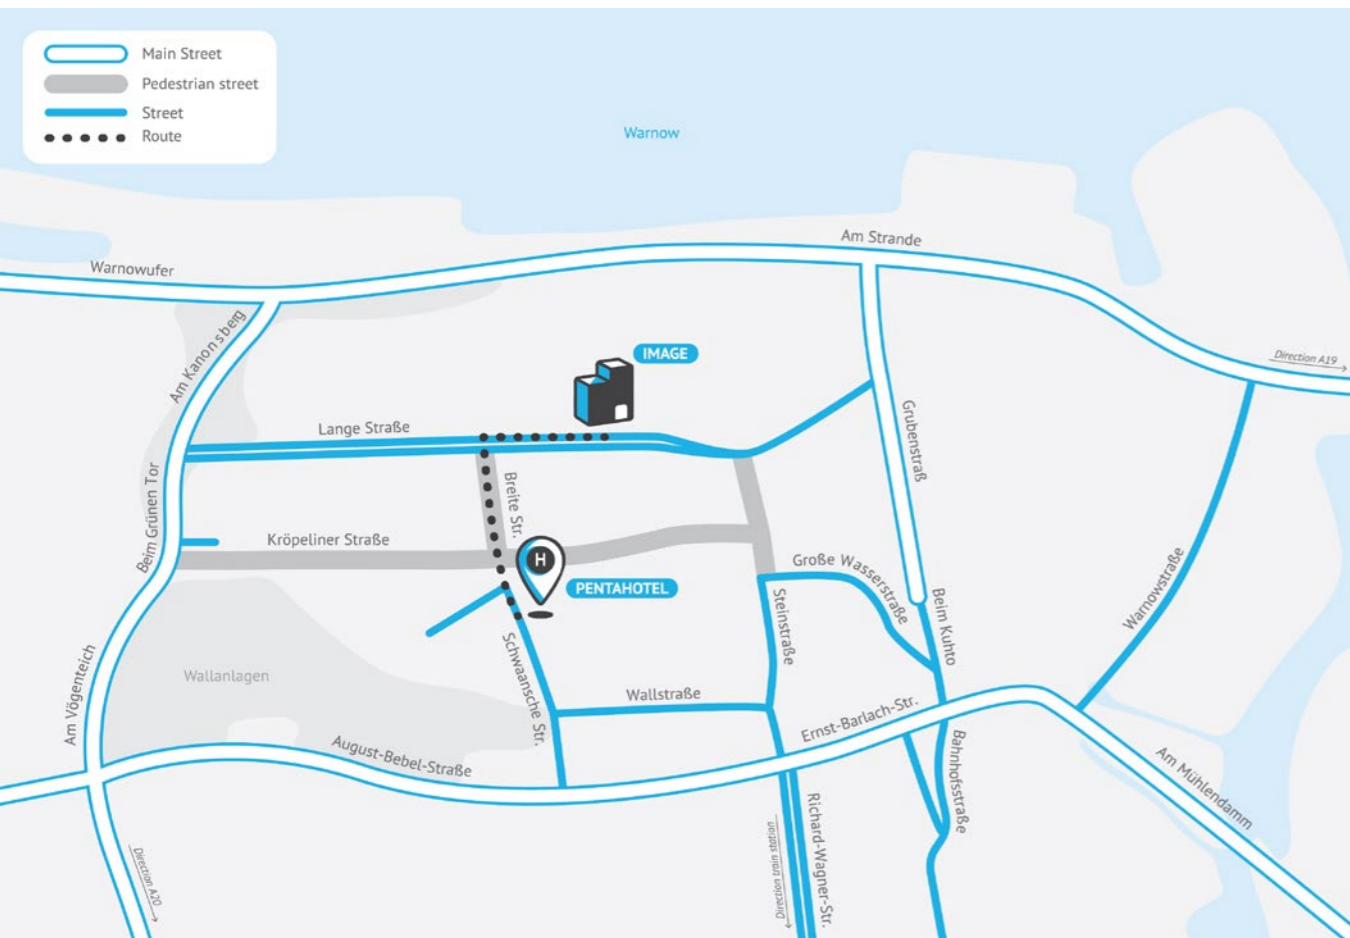 Main Street
Pedestrian street
Street
Route
Warnow
Am Strande
Warnowufer
Am Kanonsberg
IMAGE
Direction A19
Lange Straße
Grubenstraß
Beim Grünen Tor
Breite Str.
Kröpeliner Straße
H
PENTAHOTEL
Große Wasserstraße
Warnowstraße
Beim Kuhto
Steinstraße
Schwaansche Str.
Wallanlagen
Am Vögenteich
Wallstraße
Ernst-Barlach-Str.
August-Bebel-Straße
Bahnhofsstraße
Am Mühlendamm
Richard-Wagner-Str.
Direction train station
Direction A20